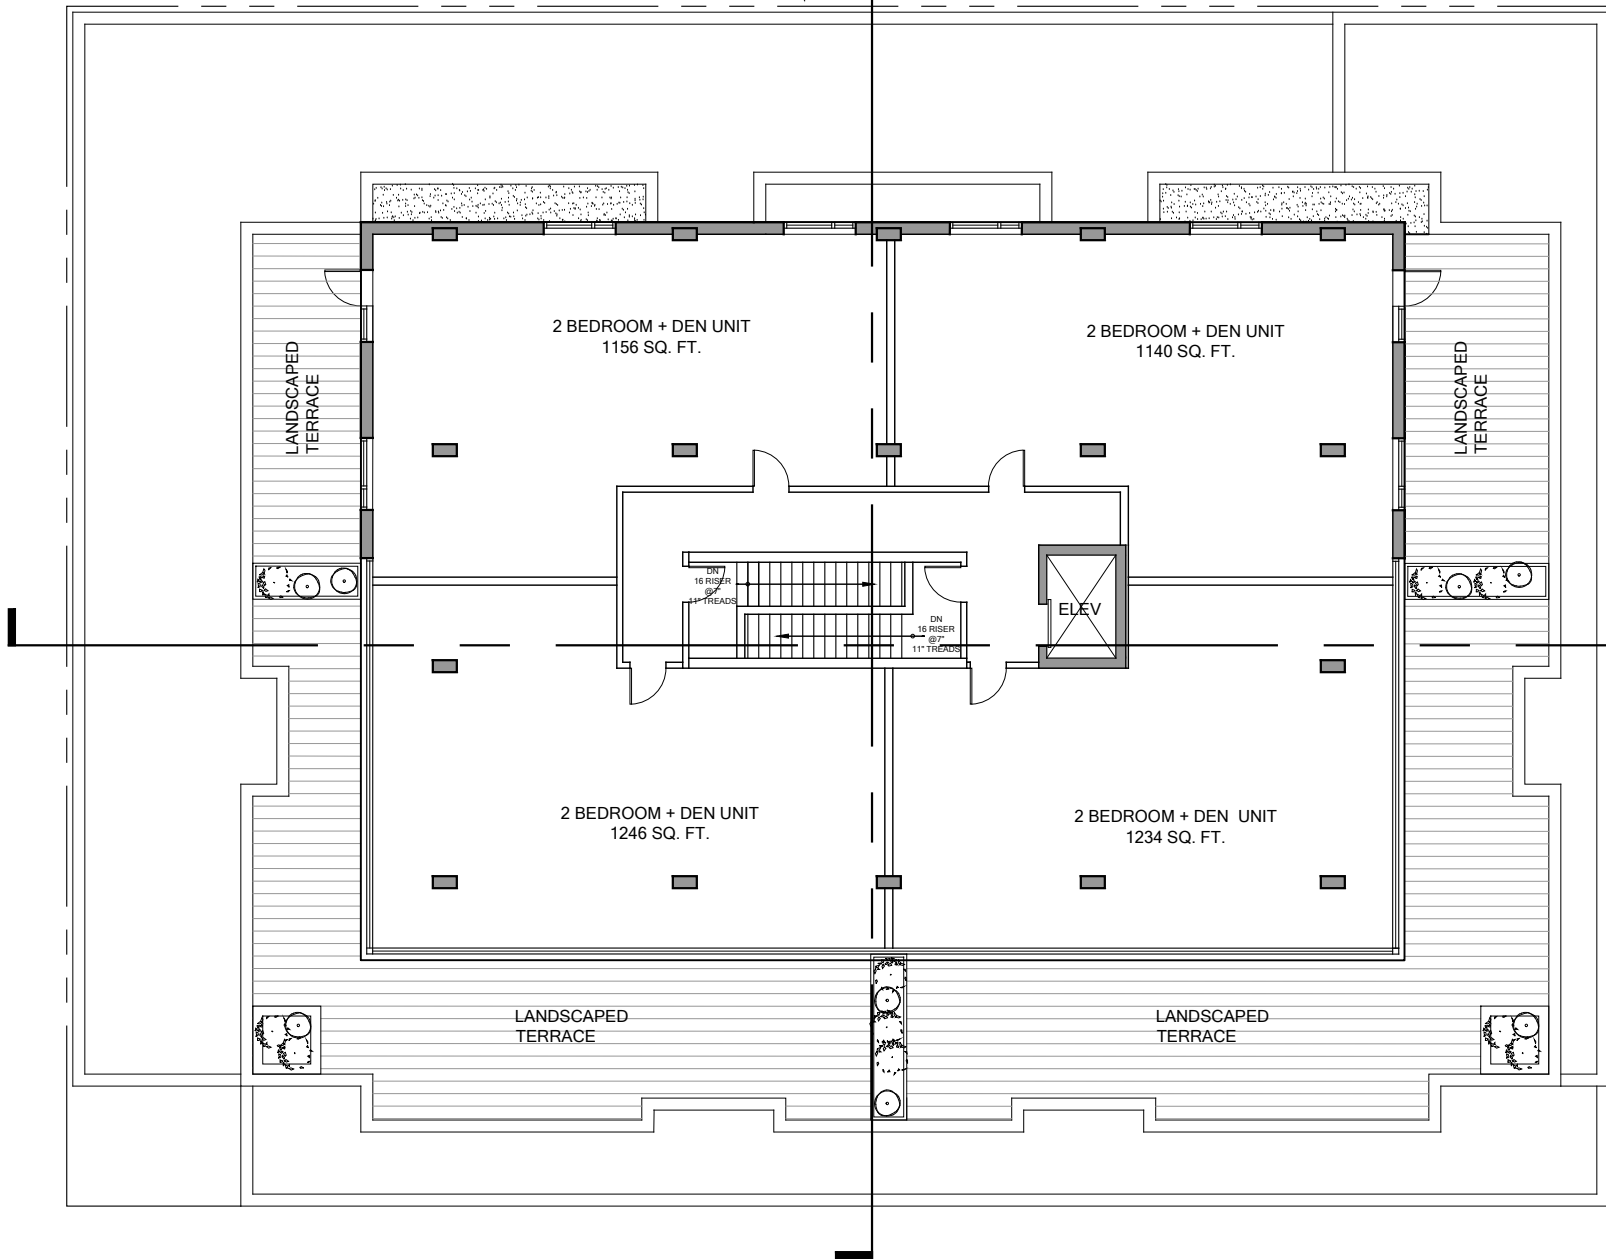 2 BEDROOM + DEN UNIT
1156 SQ. FT.
2 BEDROOM + DEN UNIT
1140 SQ. FT.
LANDSCAPED
TERRACE
LANDSCAPED
TERRACE
DN
16 RISER
@7"
11" TREADS
ELEV
DN
16 RISER
@7"
11" TREADS
2 BEDROOM + DEN UNIT
1246 SQ. FT.
2 BEDROOM + DEN  UNIT
1234 SQ. FT.
LANDSCAPED
TERRACE
LANDSCAPED
TERRACE